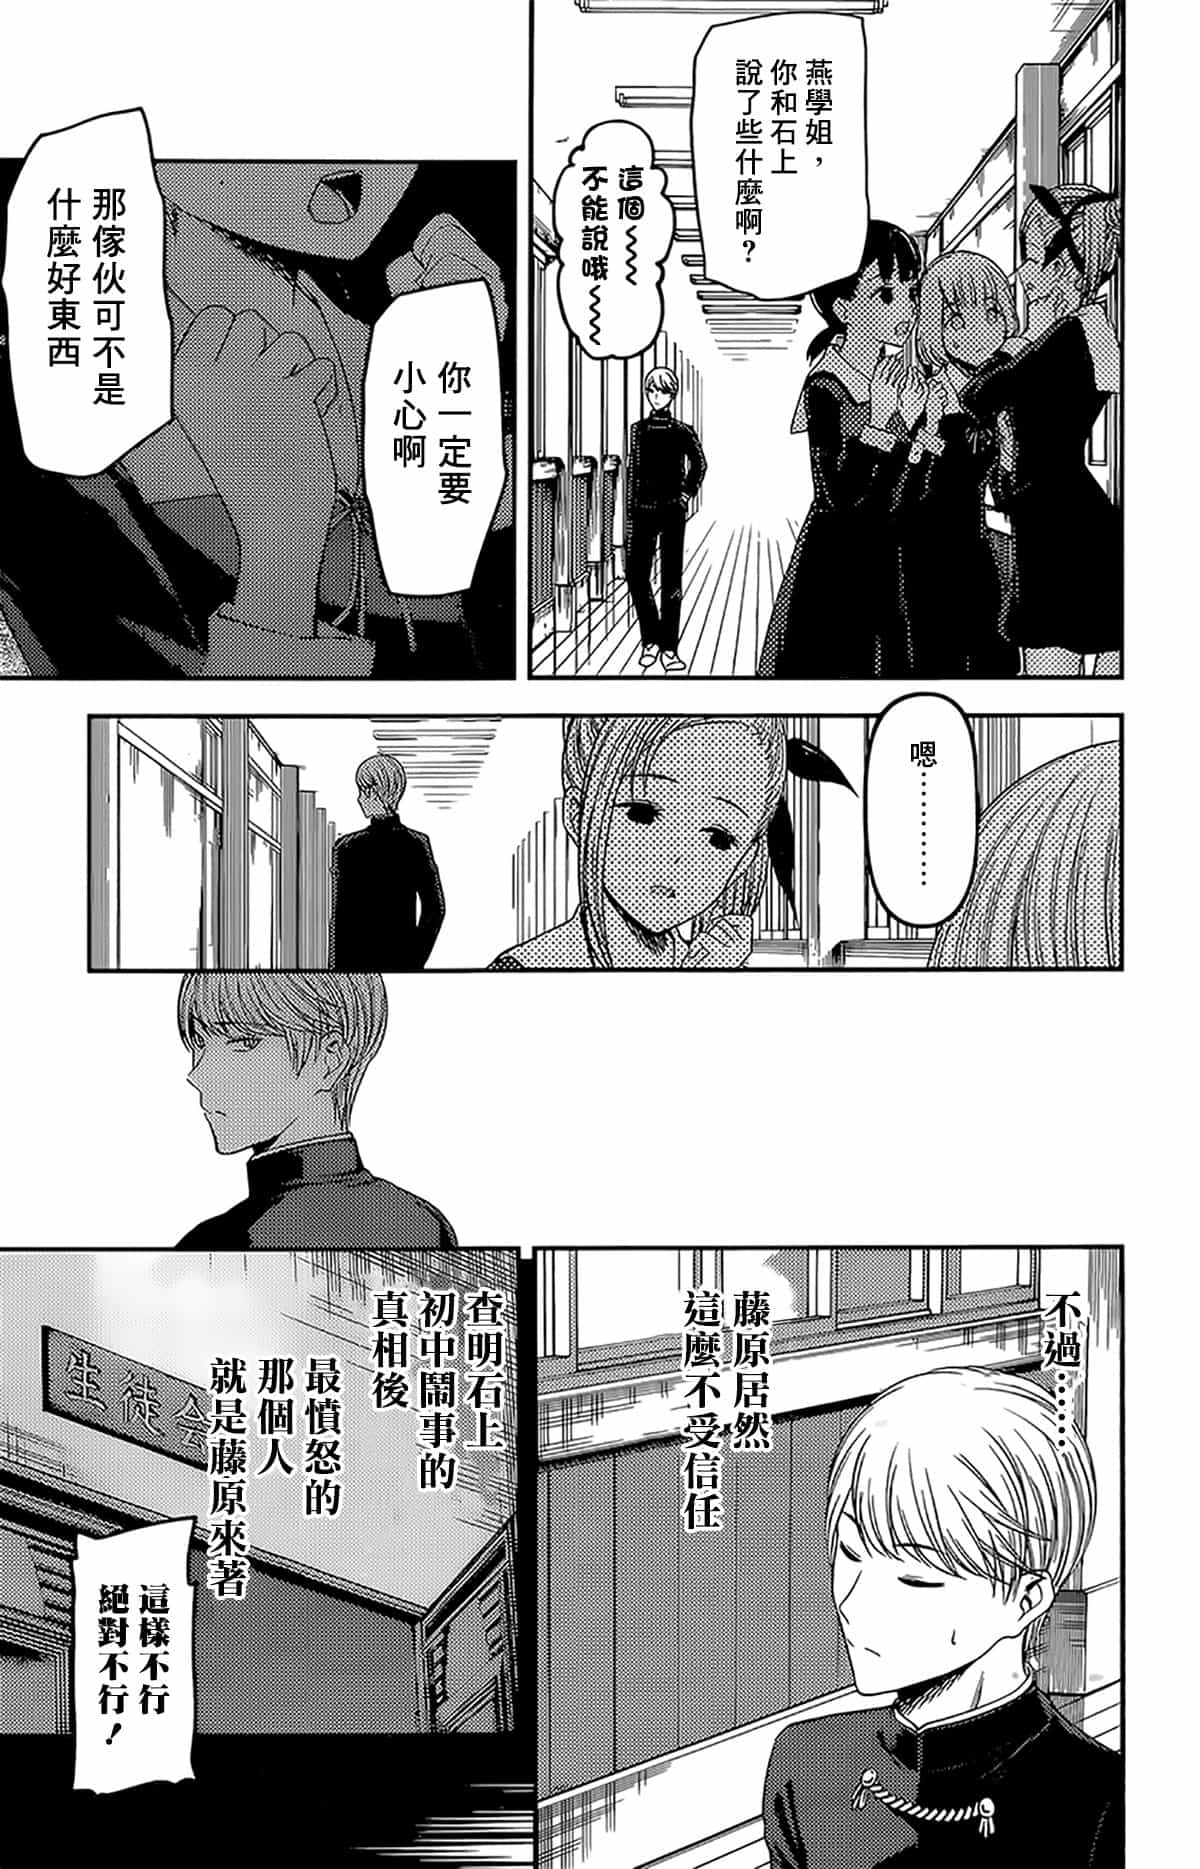 燕學姐，
你和石上
說了些什麼啊？
這個～～
不能說哦～～
你一定要
小心啊
那傢伙可不是
什麼好東西
嗯………
不過……
藤原居然
這麼不受信任
查明石上
初中鬧事的
真相後
最憤怒的
那個人
就是藤原來著
生徒会
這樣不行
絕對不行！